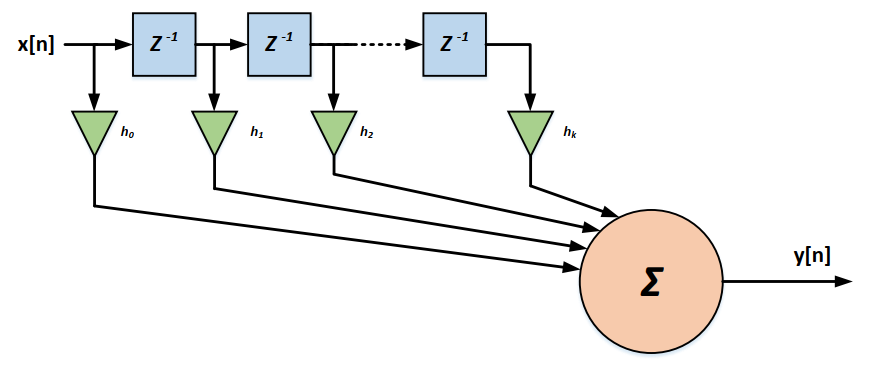 x[n]
Z⁻¹
Z⁻¹
Z⁻¹
h₀
h₁
h₂
hₖ
Σ
y[n]